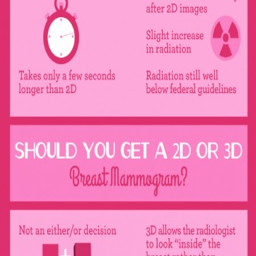 after 2D images
Slight increase
in radiation
Takes only a few seconds
longer than 2D
Radiation still well
below federal guidelines
SHOULD YOU GET A 2D OR 3D
Breast Mammogram?
Not an either/or decision
3D allows the radiologist
to look “inside” the